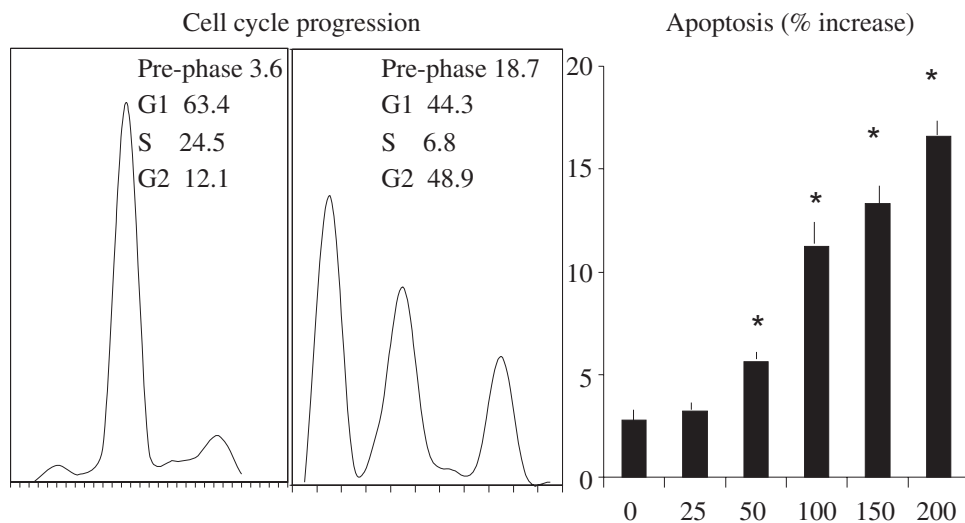 Cell cycle progression
Pre-phase 3.6
G1 63.4
S 24.5
G2 12.1
Pre-phase 18.7
G1 44.3
S 6.8
G2 48.9
Apoptosis (% increase)
20
15
10
5
0
* * * *
0 25 50 100 150 200